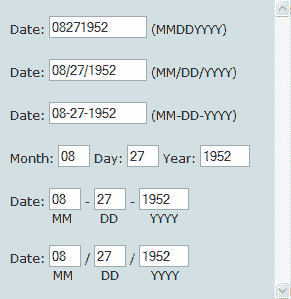 Date: 08271952 (MMDDYYYY)
Date: 08/27/1952 (MM/DD/YYYY)
Date: 08-27-1952 (MM-DD-YYYY)
Month: 08 Day: 27 Year: 1952
Date: 08 - 27 - 1952
MM DD YYYY
Date: 08 / 27 / 1952
MM DD YYYY